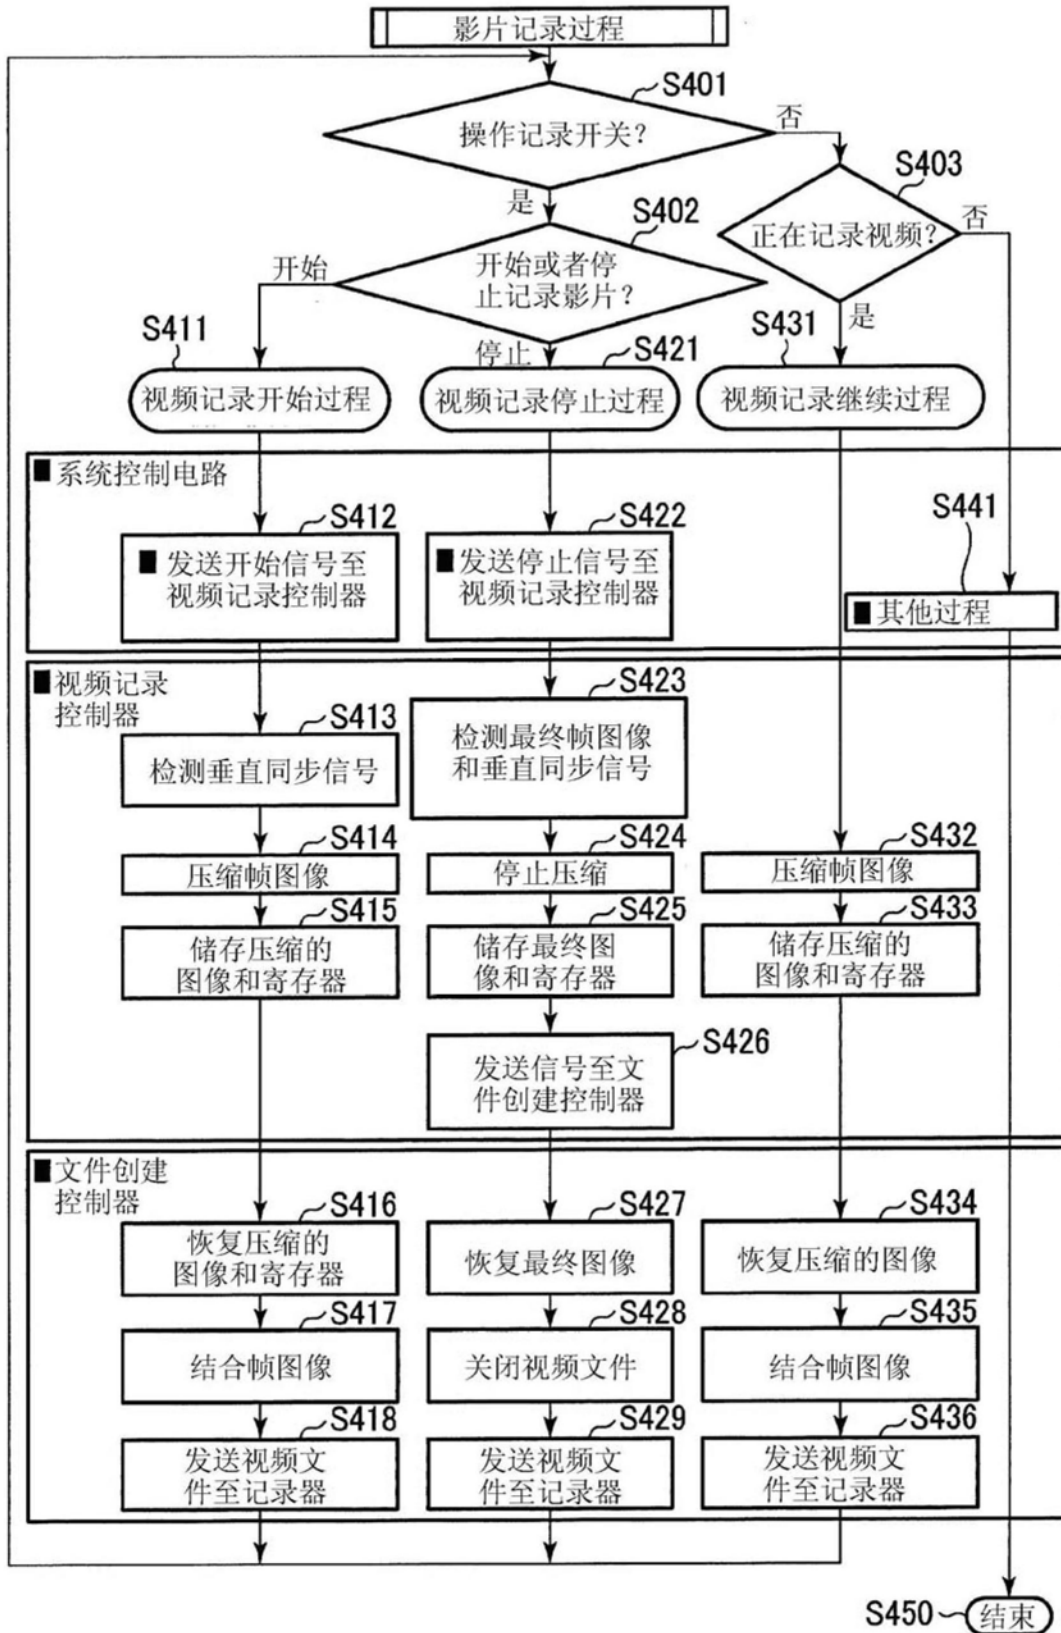 影片记录过程
S401
操作记录开关？
否
是
S403
正在记录视频？
否
是
S402
开始或者停
止记录影片？
开始
停止
S411
视频记录开始过程
S421
视频记录停止过程
S431
视频记录继续过程
■系统控制电路
S412
■ 发送开始信号至
视频记录控制器
S422
■ 发送停止信号至
视频记录控制器
S441
■其他过程
■视频记录
控制器
S413
检测垂直同步信号
S423
检测最终帧图像
和垂直同步信号
S414
压缩帧图像
S424
停止压缩
S432
压缩帧图像
S415
储存压缩的
图像和寄存器
S425
储存最终图
像和寄存器
S433
储存压缩的
图像和寄存器
S426
发送信号至文
件创建控制器
■文件创建
控制器
S416
恢复压缩的
图像和寄存器
S427
恢复最终图像
S434
恢复压缩的图像
S417
结合帧图像
S428
关闭视频文件
S435
结合帧图像
S418
发送视频文
件至记录器
S429
发送视频文
件至记录器
S436
发送视频文
件至记录器
S450
结束